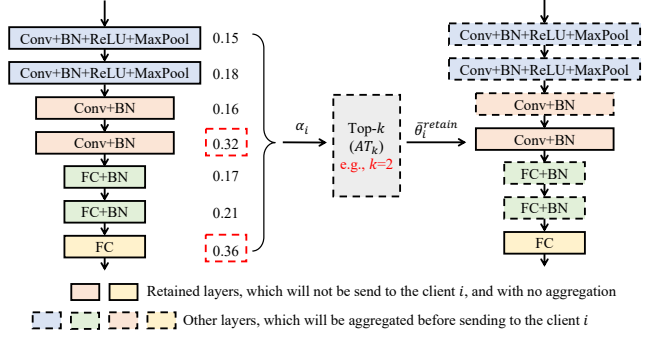 Conv+BN+ReLU+MaxPool 0.15 Conv+BN+ReLU+MaxPool
Conv+BN+ReLU+MaxPool 0.18 Conv+BN+ReLU+MaxPool
Conv+BN 0.16 Conv+BN
Conv+BN 0.32 Conv+BN
FC+BN 0.17 FC+BN
FC+BN 0.21 FC+BN
FC 0.36 FC
α_i
Top-k
(AT_k)
e.g., k=2
θ̄_i^{retain}
Retained layers, which will not be send to the client i, and with no aggregation
Other layers, which will be aggregated before sending to the client i